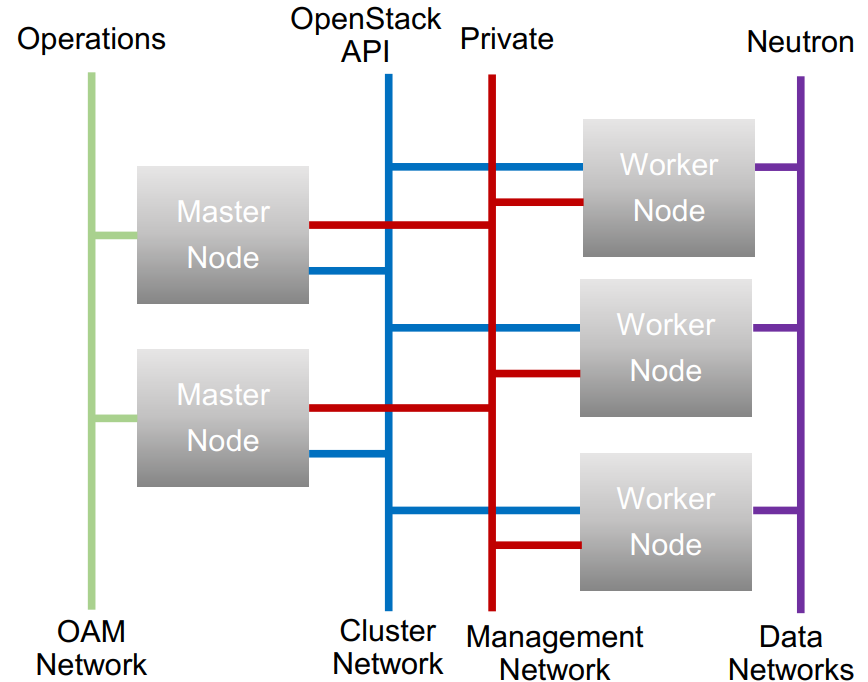 Operations
OpenStack
API
Private
Neutron
Master
Node
Master
Node
Worker
Node
Worker
Node
Worker
Node
OAM
Network
Cluster
Network
Management
Network
Data
Networks